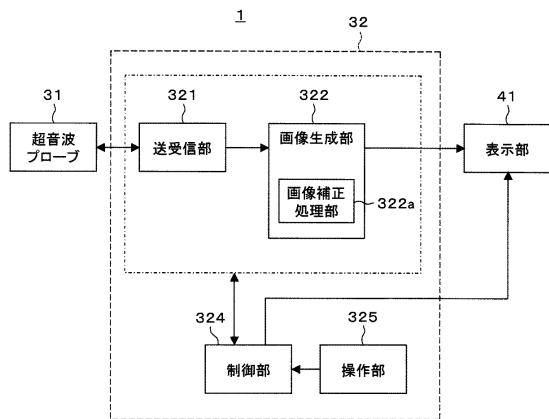 1
32
31
超音波
プローブ
321
送受信部
322
画像生成部
画像補正
処理部
322a
41
表示部
324
制御部
325
操作部